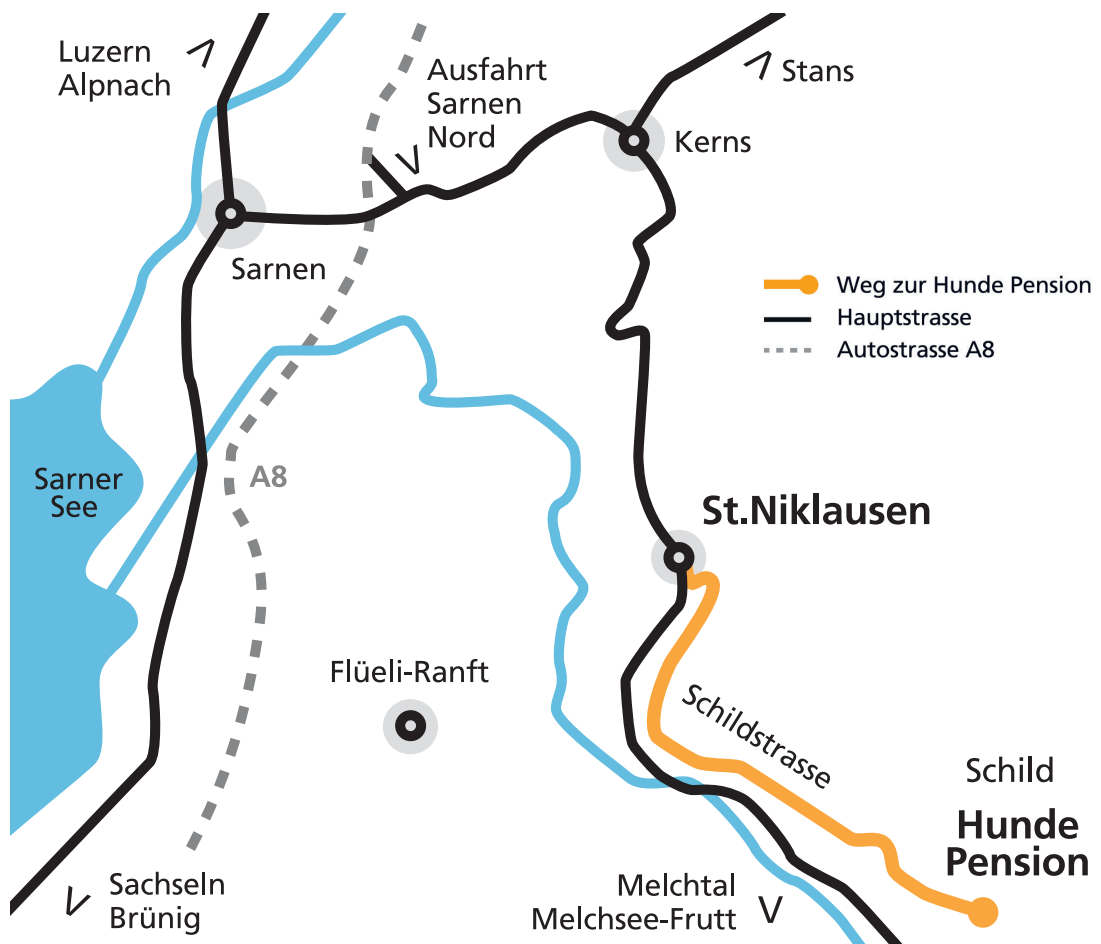 Luzern
Alpnach
Ausfahrt
Sarnen
Nord
Stans
Kerns
Sarnen
Weg zur Hunde Pension
Hauptstrasse
Autostrasse A8
Sarner
See
A8
St.Niklausen
Flüeli-Ranft
Schildstrasse
Schild
Hunde
Pension
Sachseln
Brünig
Melchtal
Melchsee-Frutt